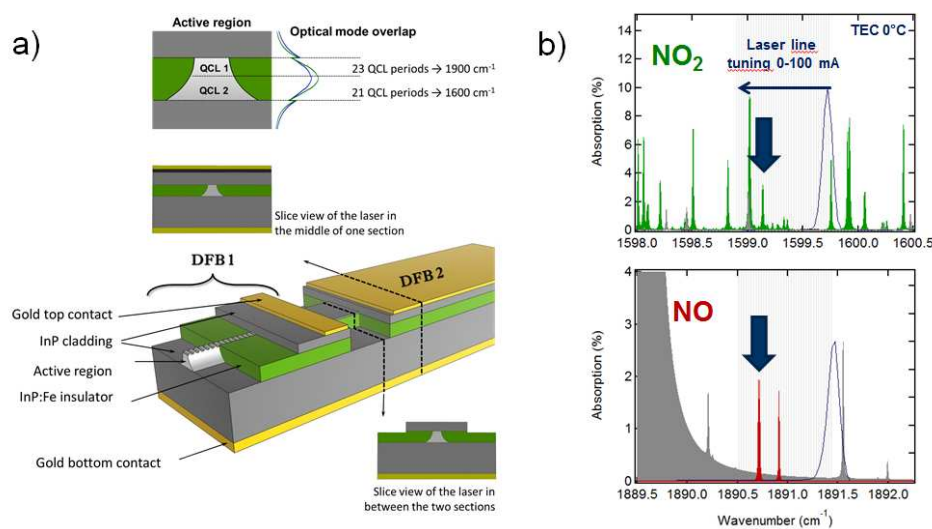 a)
Active region
Optical mode overlap
QCL 1
QCL 2
23 QCL periods → 1900 cm⁻¹
21 QCL periods → 1600 cm⁻¹
Slice view of the laser in
the middle of one section
DFB 1
DFB 2
Gold top contact
InP cladding
Active region
InP:Fe insulator
Gold bottom contact
Slice view of the laser in
between the two sections
b)
TEC 0°C
NO₂
Laser line
tuning 0-100 mA
Absorption (%)
14
12
10
8
6
4
2
0
1598.0 1598.5 1599.0 1599.5 1600.0 1600.5
NO
Absorption (%)
4
3
2
1
0
1889.5 1890.0 1890.5 1891.0 1891.5 1892.0
Wavenumber (cm⁻¹)